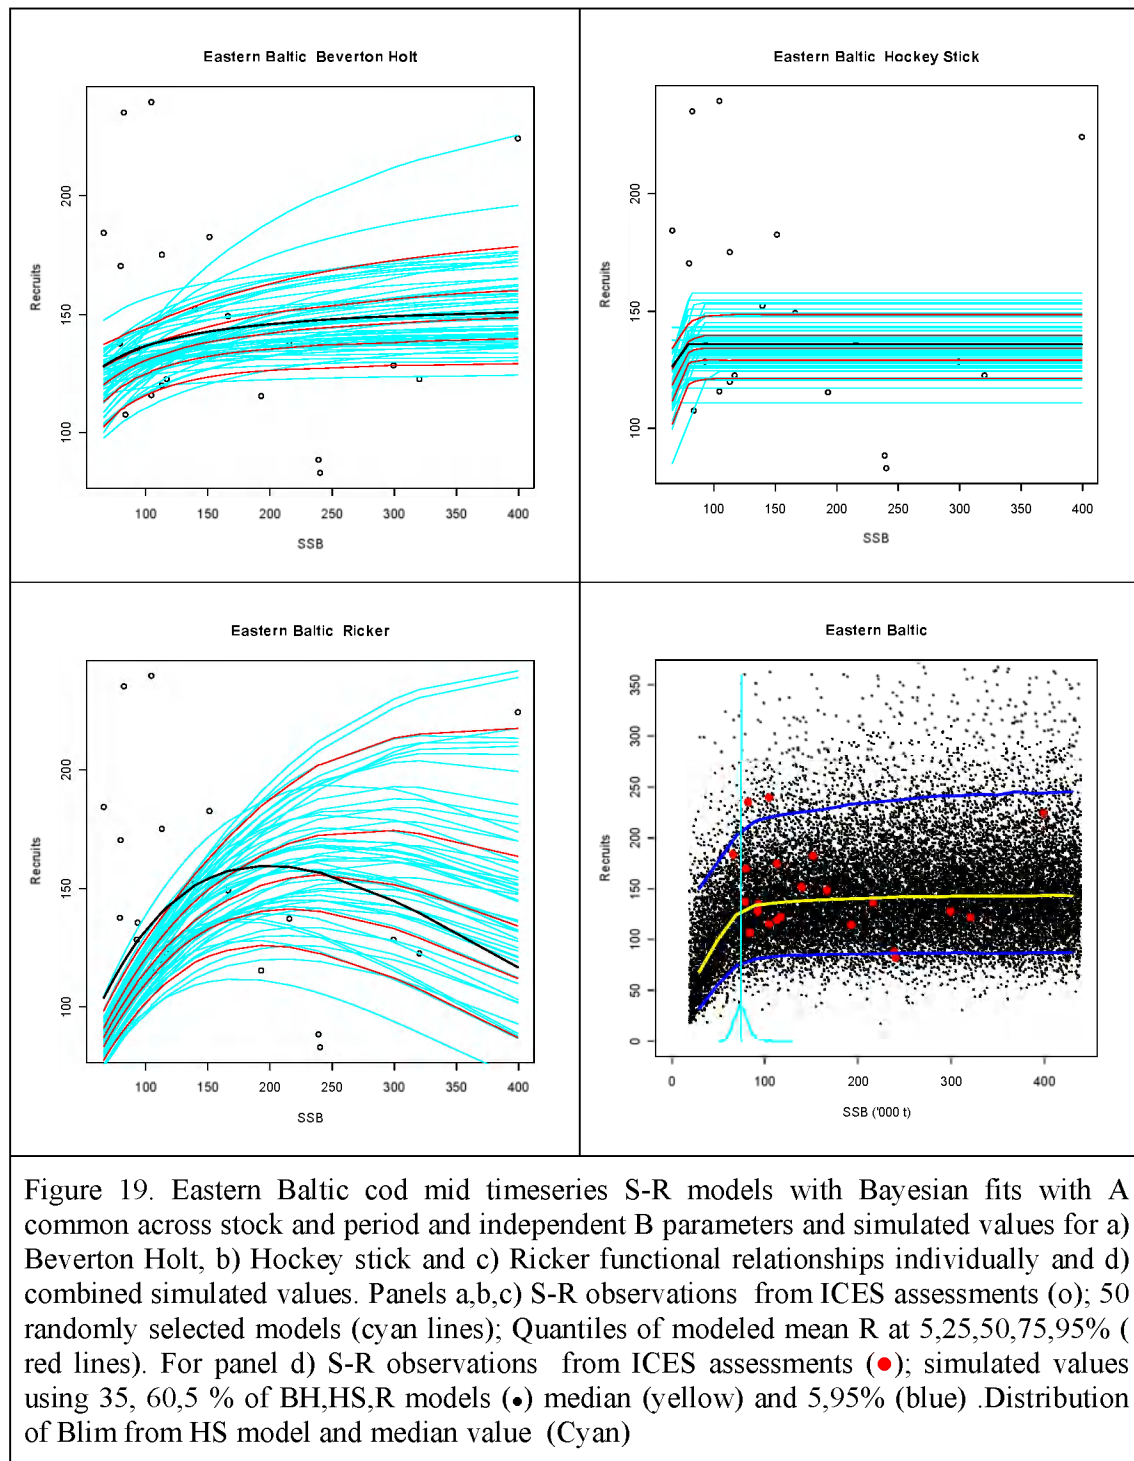 Eastern Baltic Beverton Holt
Recruits
200
150
100
100 150 200 250 300 350 400
SSB
Eastern Baltic Hockey Stick
Recruits
200
150
100
100 150 200 250 300 350 400
SSB
Eastern Baltic Ricker
Recruits
200
150
100
100 150 200 250 300 350 400
SSB
Eastern Baltic
Recruits
350
300
250
200
150
100
50
0
0 100 200 300 400
SSB ('000 t)
Figure 19. Eastern Baltic cod mid timeseries S-R models with Bayesian fits with A
common across stock and period and independent B parameters and simulated values for a)
Beverton Holt, b) Hockey stick and c) Ricker functional relationships individually and d)
combined simulated values. Panels a,b,c) S-R observations from ICES assessments (o); 50
randomly selected models (cyan lines); Quantiles of modeled mean R at 5,25,50,75,95% (
red lines). For panel d) S-R observations from ICES assessments (●); simulated values
using 35, 60,5 % of BH,HS,R models (•) median (yellow) and 5,95% (blue) .Distribution
of Blim from HS model and median value (Cyan)